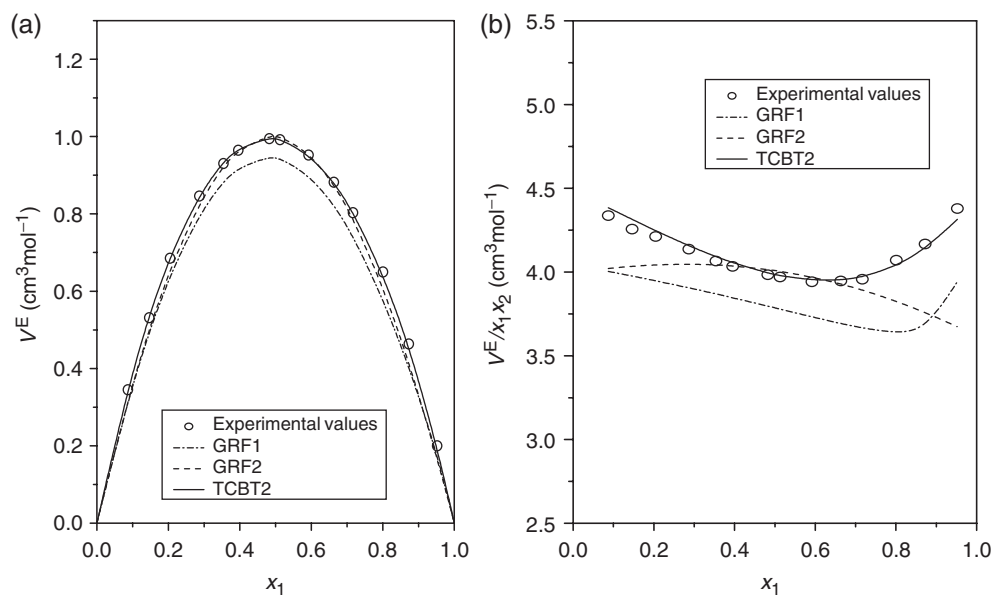 (a)
1.2
1.0
0.8
0.6
0.4
0.2
0.0
V^E (cm³mol⁻¹)
Experimental values
GRF1
GRF2
TCBT2
0.0 0.2 0.4 0.6 0.8 1.0
x₁
(b)
5.5
5.0
4.5
4.0
3.5
3.0
2.5
V^E/x₁x₂ (cm³mol⁻¹)
Experimental values
GRF1
GRF2
TCBT2
0.0 0.2 0.4 0.6 0.8 1.0
x₁